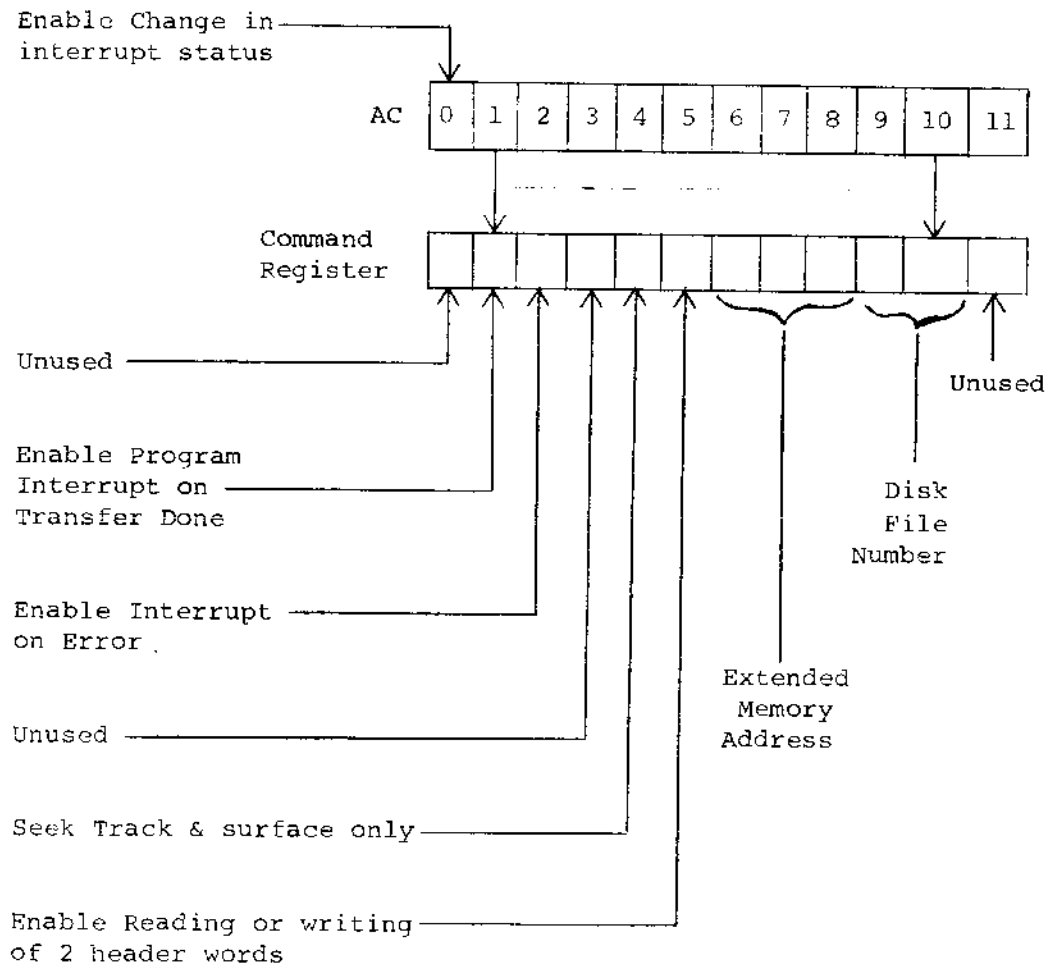 Enable Change in
interrupt status
AC 0 1 2 3 4 5 6 7 8 9 10 11
Command
Register
Unused
Unused
Enable Program
Interrupt on
Transfer Done
Disk
File
Number
Enable Interrupt
on Error
Extended
Memory
Address
Unused
Seek Track & surface only
Enable Reading or writing
of 2 header words